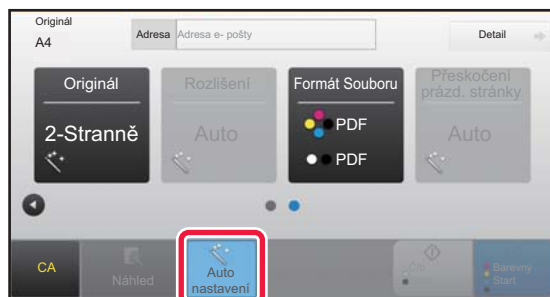 Originál
A4
Adresa
Adresa e- pošty
Detail
Originál
2-Stranně
Rozlišení
Auto
Formát Souboru
PDF
PDF
Přeskočení
prázd. stránky
Auto
CA
Náhled
Auto
nastavení
Barevny
Start